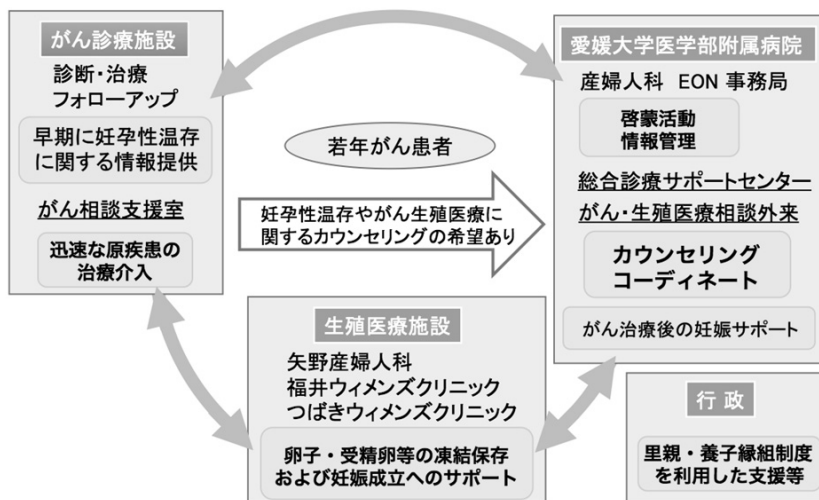 がん診療施設
診断・治療
フォローアップ
早期に妊孕性温存
に関する情報提供
がん相談支援室
迅速な原疾患の
治療介入
若年がん患者
妊孕性温存やがん生殖医療に
関するカウンセリングの希望あり
愛媛大学医学部附属病院
産婦人科 EON 事務局
啓蒙活動
情報管理
総合診療サポートセンター
がん・生殖医療相談外来
カウンセリング
コーディネート
がん治療後の妊娠サポート
生殖医療施設
矢野産婦人科
福井ウィメンズクリニック
つばきウィメンズクリニック
卵子・受精卵等の凍結保存
および妊娠成立へのサポート
行政
里親・養子縁組制度
を利用した支援等